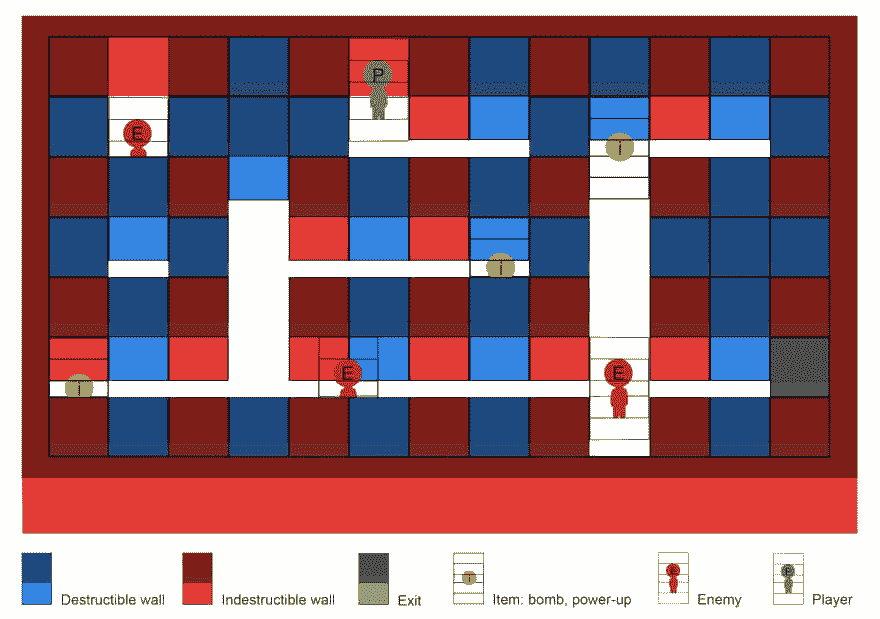 P
E
i
i
E
E
i
Destructible wall
Indestructible wall
Exit
i
Item: bomb, power-up
Enemy
P
Player